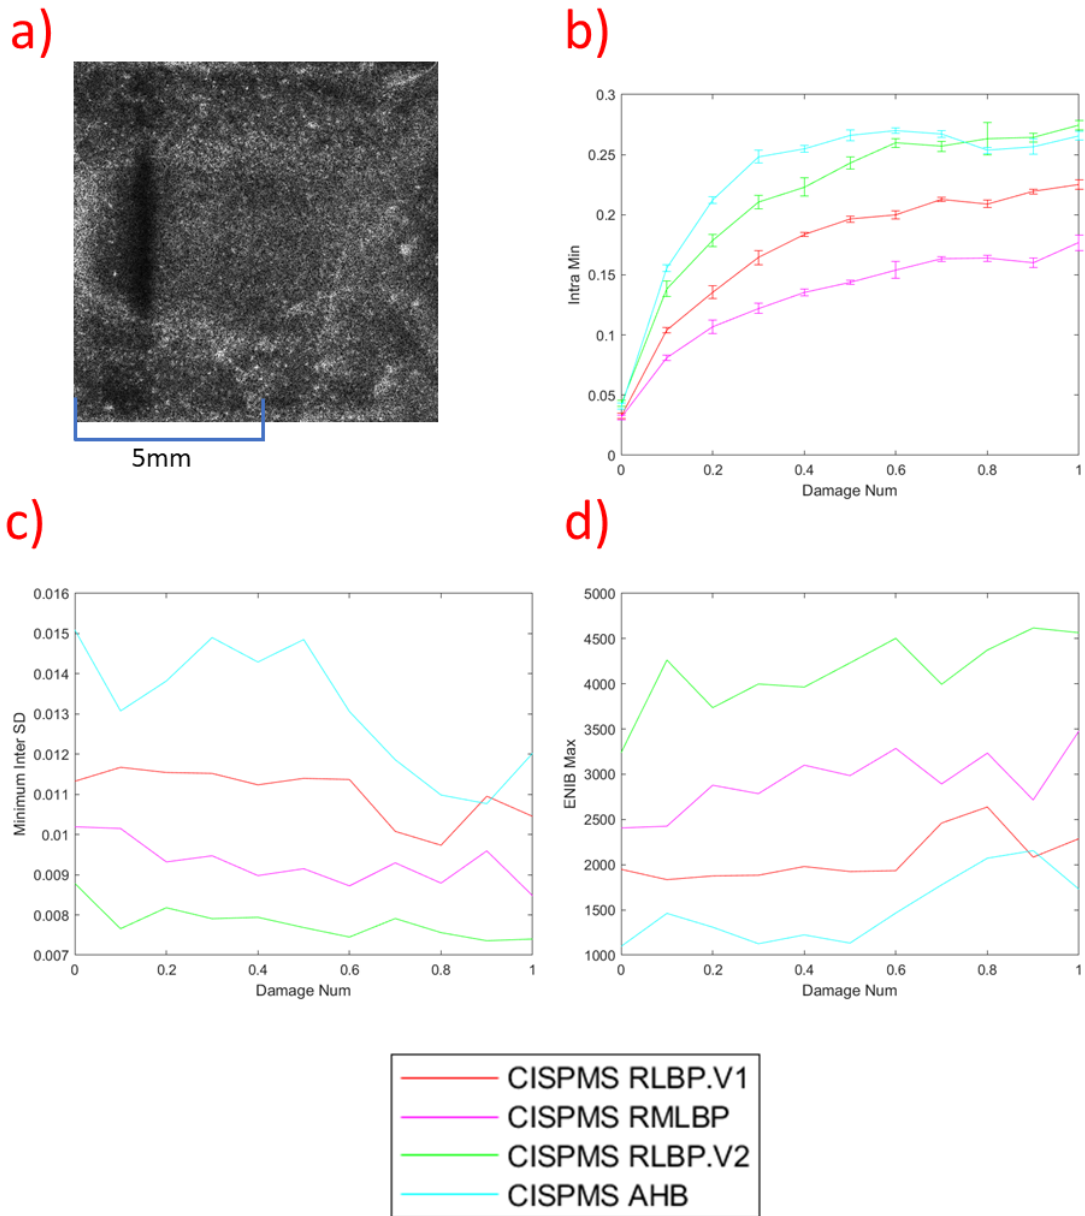 a)
5mm
b)
0.3
0.25
0.2
0.15
0.1
0.05
0
Intra Min
0 0.2 0.4 0.6 0.8 1
Damage Num
c)
0.016
0.015
0.014
0.013
0.012
0.011
0.01
0.009
0.008
0.007
Minimum Inter SD
0 0.2 0.4 0.6 0.8 1
Damage Num
d)
5000
4500
4000
3500
3000
2500
2000
1500
1000
ENIB Max
0 0.2 0.4 0.6 0.8 1
Damage Num
CISPMS RLBP.V1
CISPMS RMLBP
CISPMS RLBP.V2
CISPMS AHB